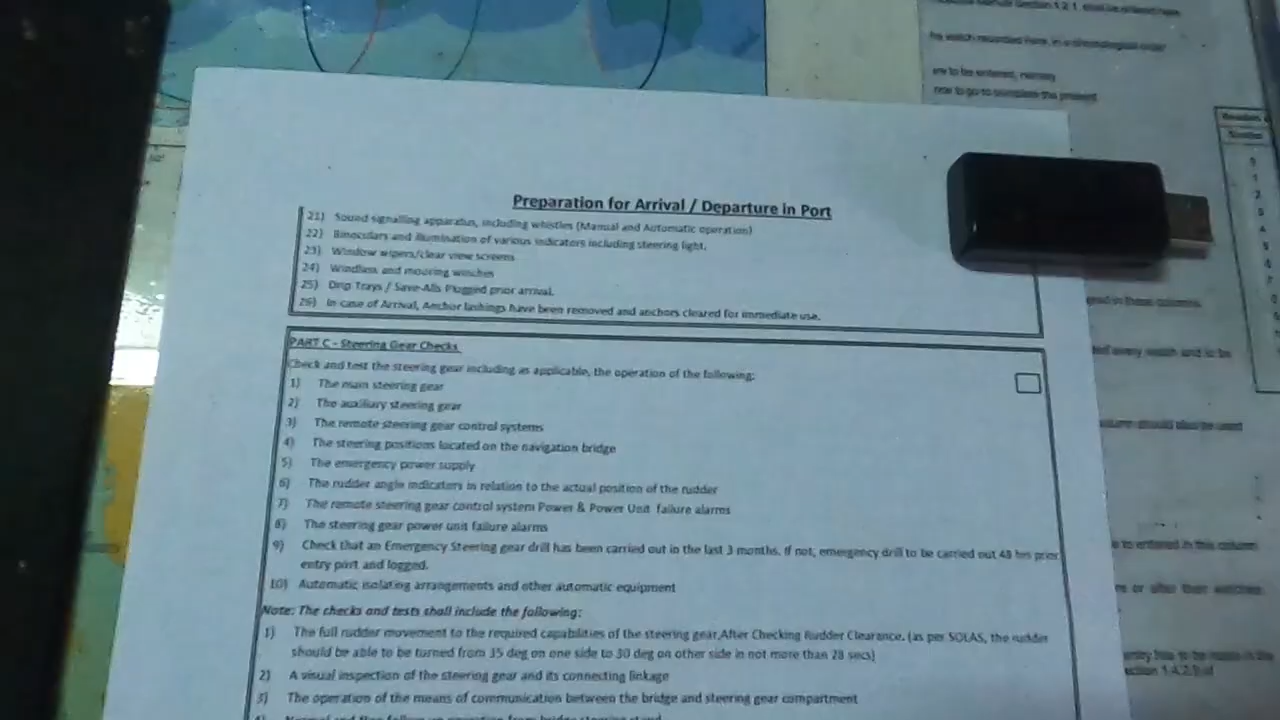 Preparation for Arrival / Departure in Port
21) Sound signalling apparatus, including whistles (Manual and Automatic operation)
22) Binoculars and illumination of various indicators including steering light.
23) Window wipers/clear view screens
24) Windlass and mooring winches
25) Drip Trays / Save-Alls Plugged prior arrival.
26) In case of Arrival, Anchor lashings have been removed and anchors cleared for immediate use.
PART C - Steering Gear Checks
Check and test the steering gear including as applicable, the operation of the following:
1) The main steering gear
2) The auxiliary steering gear
3) The remote steering gear control systems
4) The steering positions located on the navigation bridge
5) The emergency power supply
6) The rudder angle indicators in relation to the actual position of the rudder
7) The remote steering gear control system Power & Power Unit failure alarms
8) The steering gear power unit failure alarms
9) Check that an Emergency Steering gear drill has been carried out in the last 3 months. If not, emergency drill to be carried out 48 hrs prior
entry port and logged.
10) Automatic isolating arrangements and other automatic equipment
Note: The checks and tests shall include the following:
1) The full rudder movement to the required capabilities of the steering gear,After Checking Rudder Clearance. (as per SOLAS, the rudder
should be able to be turned from 35 deg on one side to 30 deg on other side in not more than 28 secs)
2) A visual inspection of the steering gear and its connecting linkage
3) The operation of the means of communication between the bridge and steering gear compartment
are to be entered, namely
now to go to complete the present